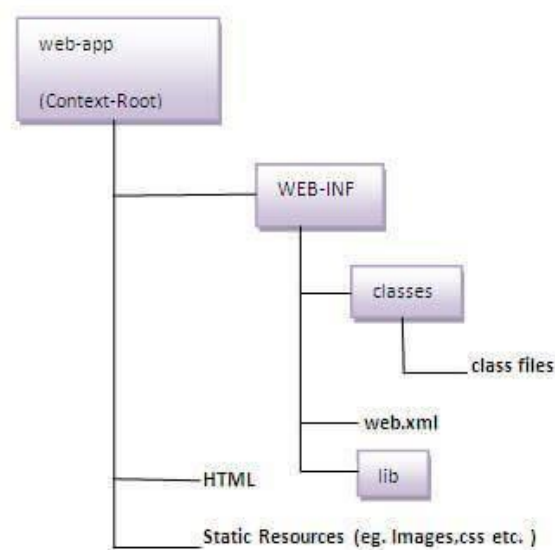 web-app
(Context-Root)
WEB-INF
classes
class files
web.xml
lib
HTML
Static Resources (eg. Images,css etc. )